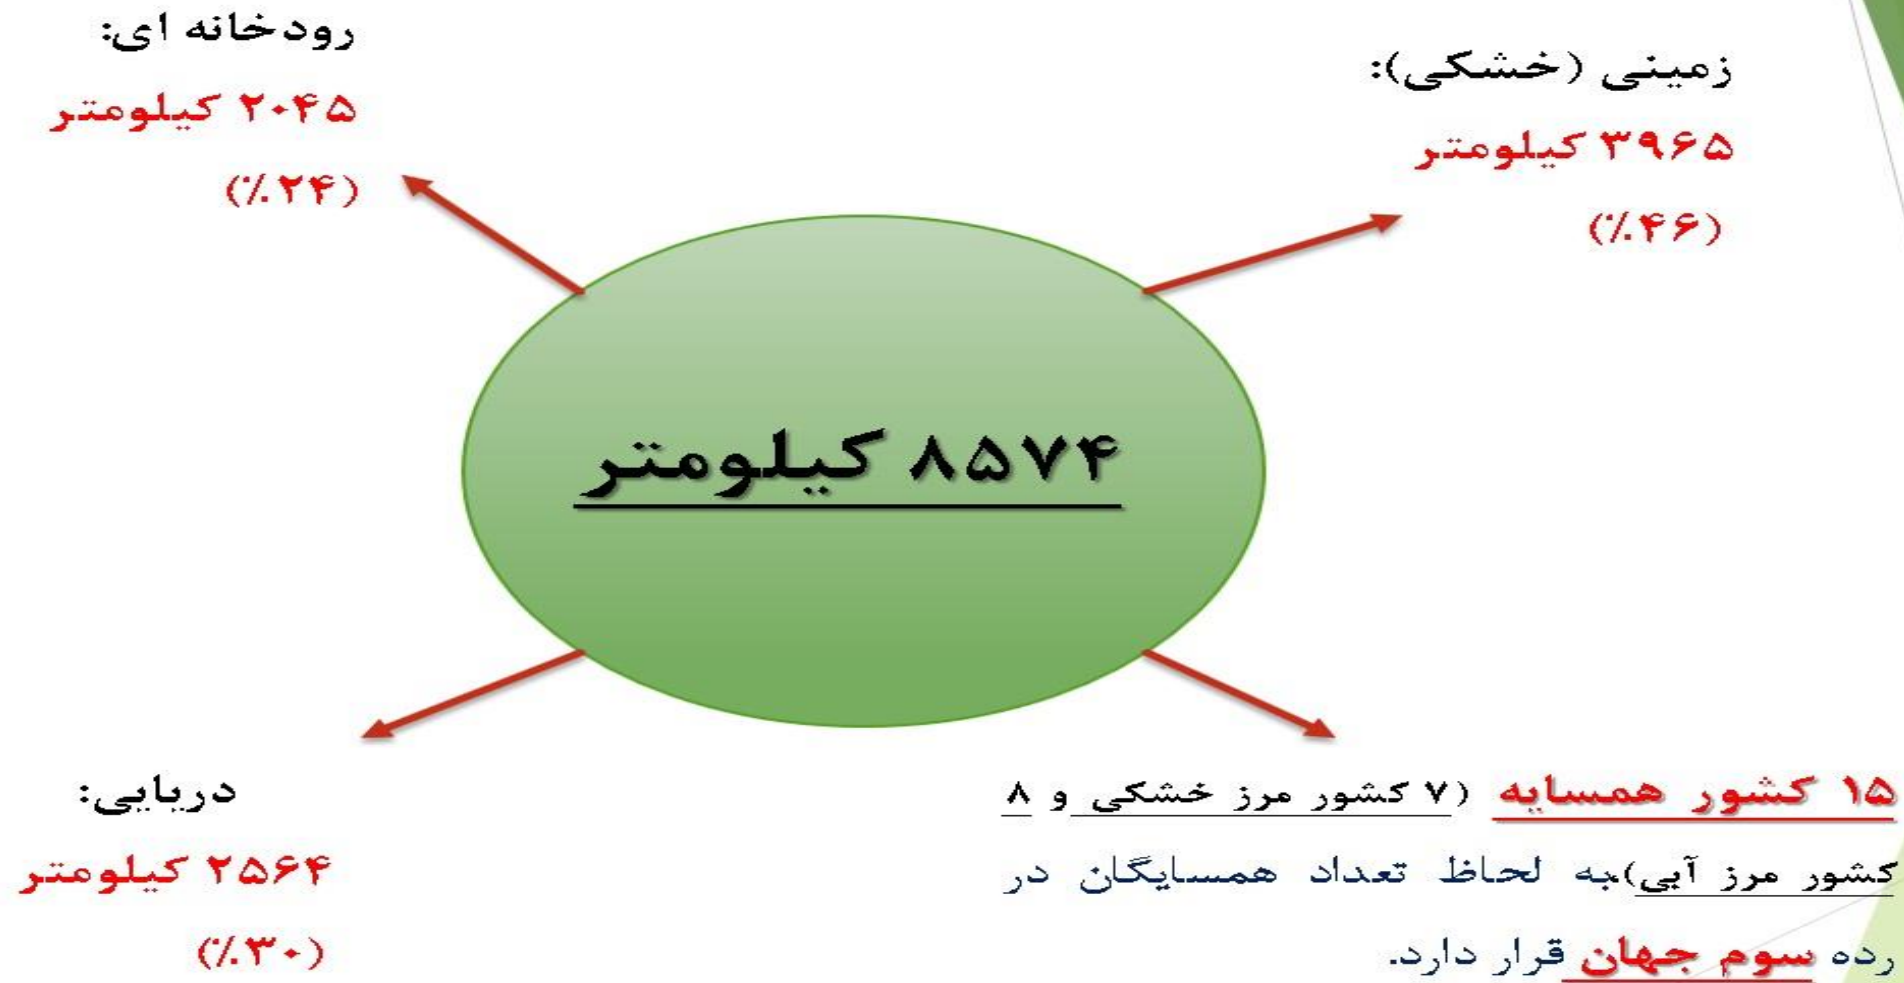 زمینی (خشکی):
۳۹۶۵ کیلومتر
(٪۴۶)
رودخانه ای:
۲۰۴۵ کیلومتر
(٪۲۴)
۸۵۷۴ کیلومتر
۱۵ کشور همسایه (۷ کشور مرز خشکی و ۸
کشور مرز آبی)به لحاظ تعداد همسایگان در
رده سوم جهان قرار دارد.
دریایی:
۲۵۶۴ کیلومتر
(٪۳۰)